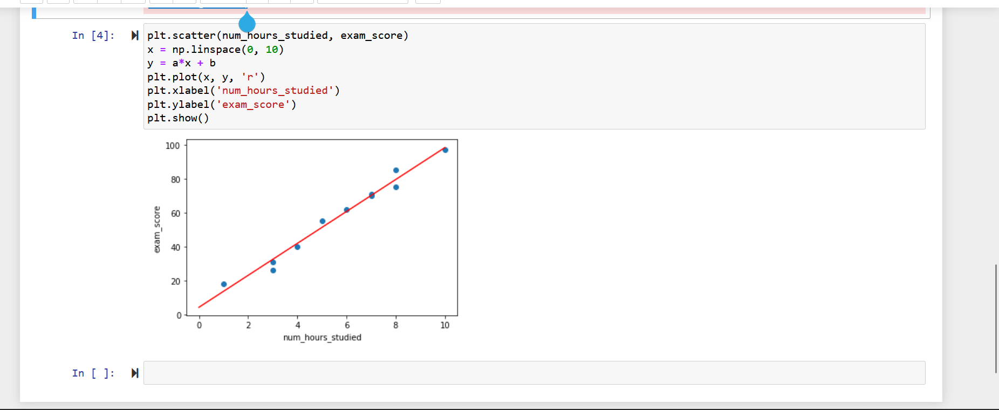 In [4]:
plt.scatter(num_hours_studied, exam_score)
x = np.linspace(0, 10)
y = a*x + b
plt.plot(x, y, 'r')
plt.xlabel('num_hours_studied')
plt.ylabel('exam_score')
plt.show()
100
80
60
40
20
0
exam_score
0 2 4 6 8 10
num_hours_studied
In [ ]: